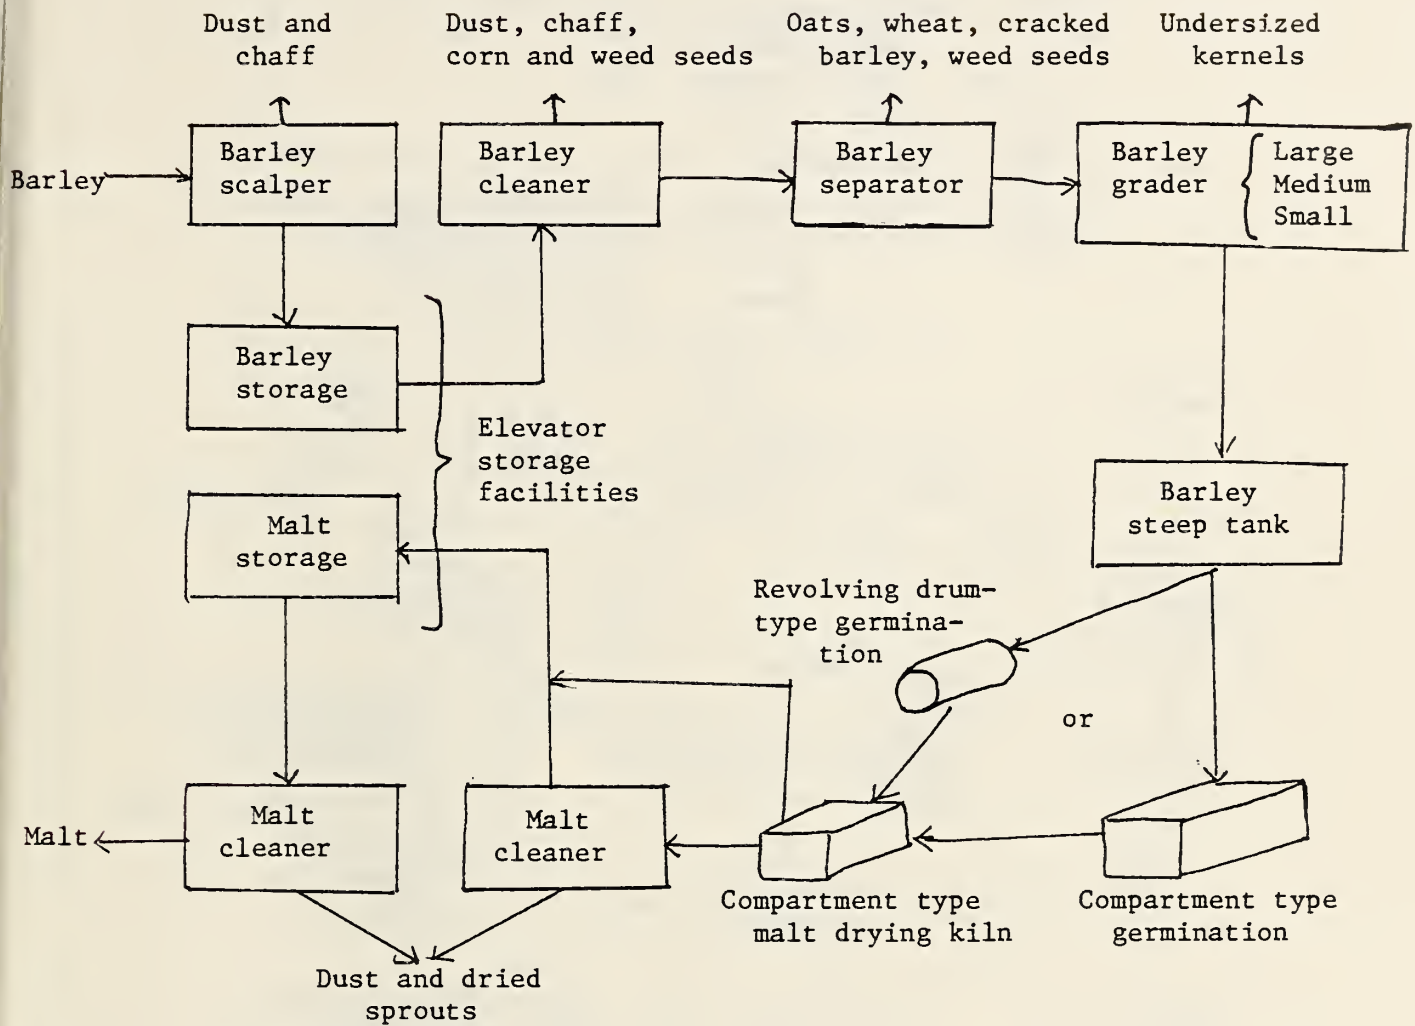 Dust and
chaff
Dust, chaff,
corn and weed seeds
Oats, wheat, cracked
barley, weed seeds
Undersized
kernels
Barley
Barley
scalper
Barley
cleaner
Barley
separator
Barley
grader
Large
Medium
Small
Barley
storage
Elevator
storage
facilities
Malt
storage
Barley
steep tank
Revolving drum-
type germina-
tion
or
Malt
Malt
cleaner
Malt
cleaner
Compartment type
malt drying kiln
Compartment type
germination
Dust and dried
sprouts